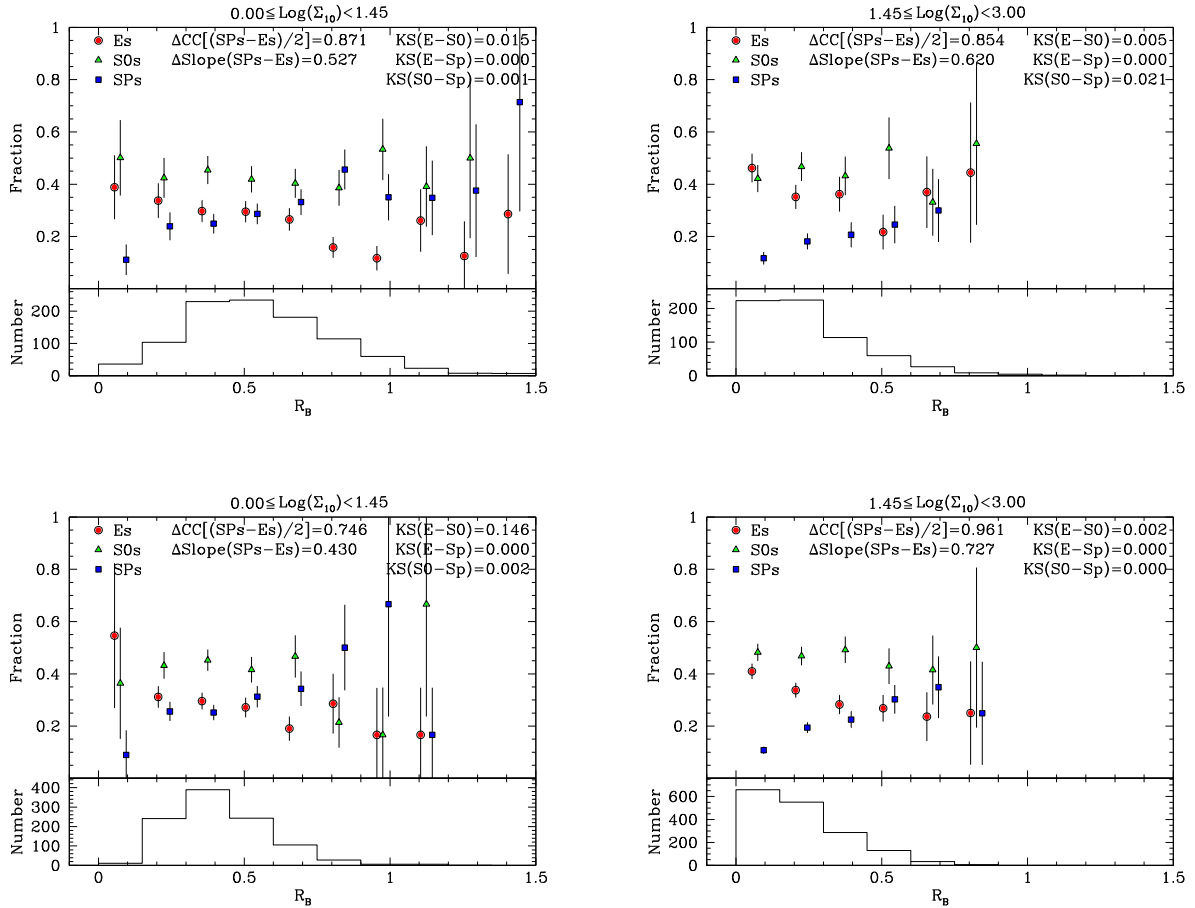 0.00≦Log(Σ₁₀)<1.45
Es ΔCC[(SPs−Es)/2]=0.871 KS(E−S0)=0.015
S0s ΔSlope(SPs−Es)=0.527 KS(E−Sp)=0.000
SPs KS(S0−Sp)=0.001
Fraction
1
0.8
0.6
0.4
0.2
Number
200
100
0
0 0.5 1 1.5
R_B
1.45≦Log(Σ₁₀)<3.00
Es ΔCC[(SPs−Es)/2]=0.854 KS(E−S0)=0.005
S0s ΔSlope(SPs−Es)=0.620 KS(E−Sp)=0.000
SPs KS(S0−Sp)=0.021
Fraction
1
0.8
0.6
0.4
0.2
Number
200
100
0
0 0.5 1 1.5
R_B
0.00≦Log(Σ₁₀)<1.45
Es ΔCC[(SPs−Es)/2]=0.746 KS(E−S0)=0.146
S0s ΔSlope(SPs−Es)=0.430 KS(E−Sp)=0.000
SPs KS(S0−Sp)=0.002
Fraction
1
0.8
0.6
0.4
0.2
Number
400
300
200
100
0
0 0.5 1 1.5
R_B
1.45≦Log(Σ₁₀)<3.00
Es ΔCC[(SPs−Es)/2]=0.961 KS(E−S0)=0.002
S0s ΔSlope(SPs−Es)=0.727 KS(E−Sp)=0.000
SPs KS(S0−Sp)=0.000
Fraction
1
0.8
0.6
0.4
0.2
Number
600
400
200
0
0 0.5 1 1.5
R_B